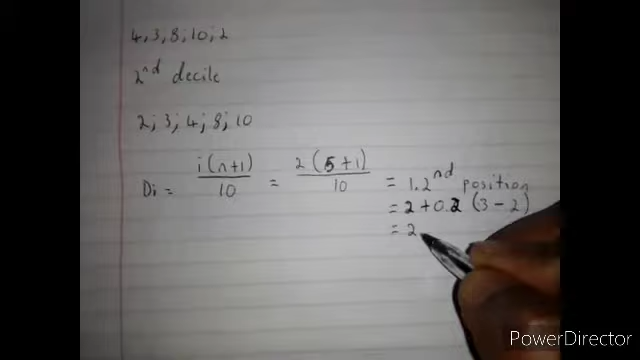 4, 3, 8, 10, 2
2nd decile
2; 3; 4; 8; 10
Di = i(n+1)/10 = 2(5+1)/10 = 1.2nd position
= 2 + 0.2 (3 - 2)
= 2
PowerDirector